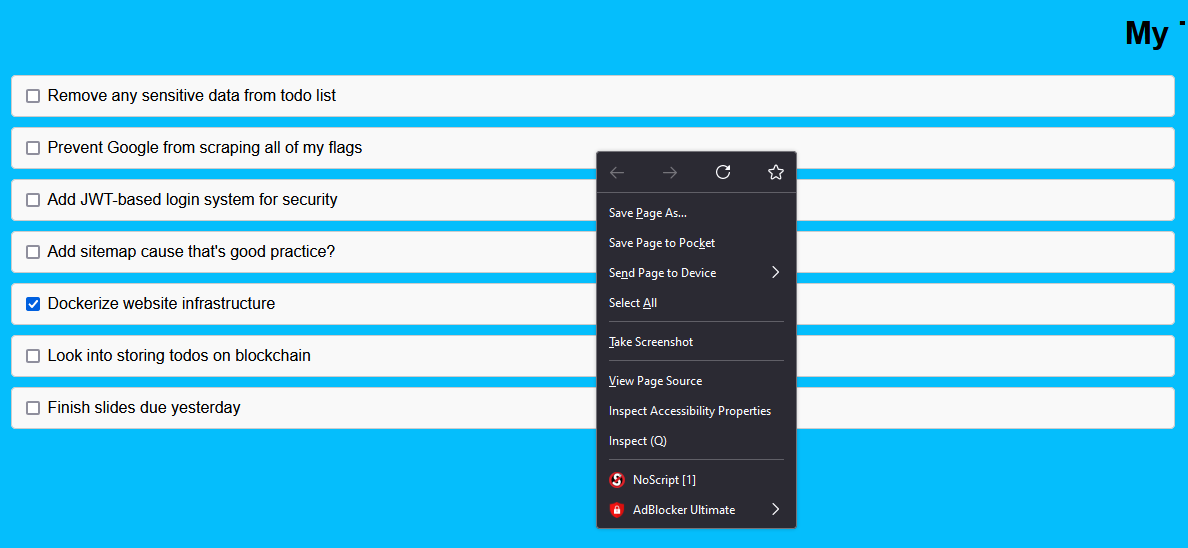 My
Remove any sensitive data from todo list
Prevent Google from scraping all of my flags
Add JWT-based login system for security
Add sitemap cause that's good practice?
Dockerize website infrastructure
Look into storing todos on blockchain
Finish slides due yesterday
Save Page As...
Save Page to Pocket
Send Page to Device
Select All
Take Screenshot
View Page Source
Inspect Accessibility Properties
Inspect (Q)
NoScript [1]
AdBlocker Ultimate